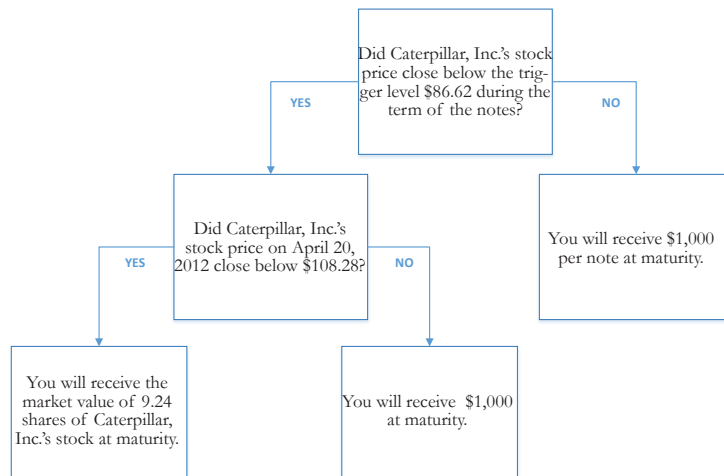 Did Caterpillar, Inc.'s stock
price close below the trig-
ger level $86.62 during the
term of the notes?
YES
NO
Did Caterpillar, Inc.'s
stock price on April 20,
2012 close below $108.28?
You will receive $1,000
per note at maturity.
YES
NO
You will receive the
market value of 9.24
shares of Caterpillar,
Inc.'s stock at maturity.
You will receive $1,000
at maturity.